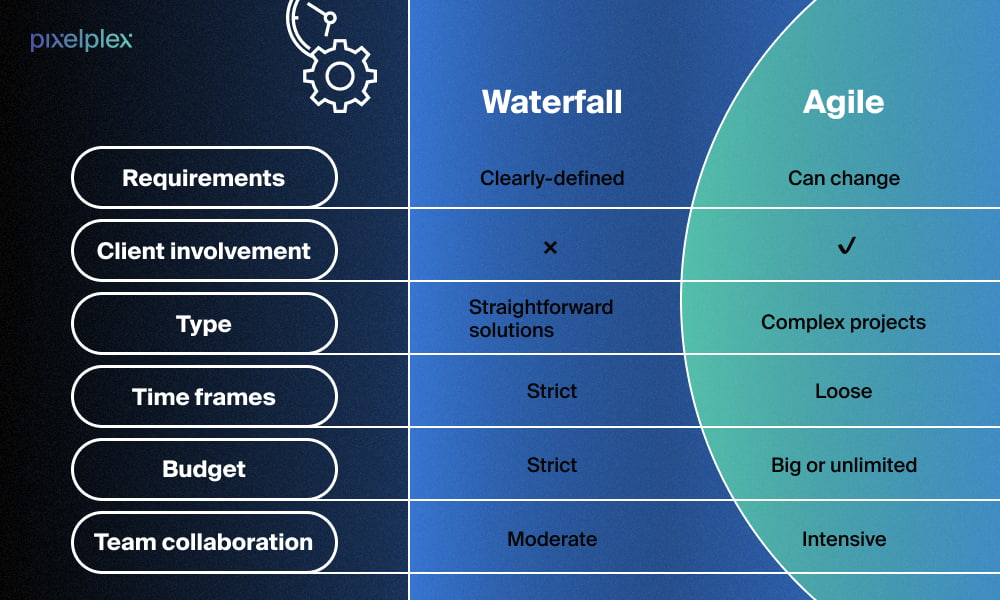 pixelplex
Waterfall
Agile
Requirements
Clearly-defined
Can change
Client involvement
×
✓
Type
Straightforward
solutions
Complex projects
Time frames
Strict
Loose
Budget
Strict
Big or unlimited
Team collaboration
Moderate
Intensive